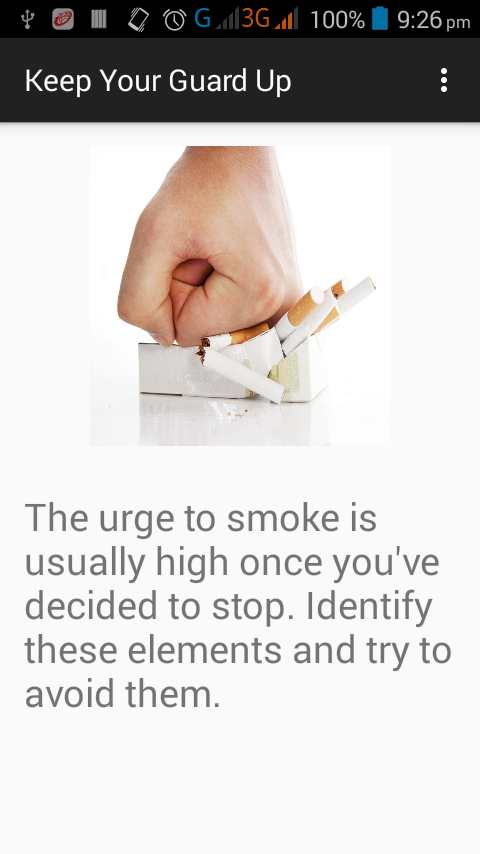 G 3G 100% 9:26 pm
Keep Your Guard Up
The urge to smoke is
usually high once you've
decided to stop. Identify
these elements and try to
avoid them.